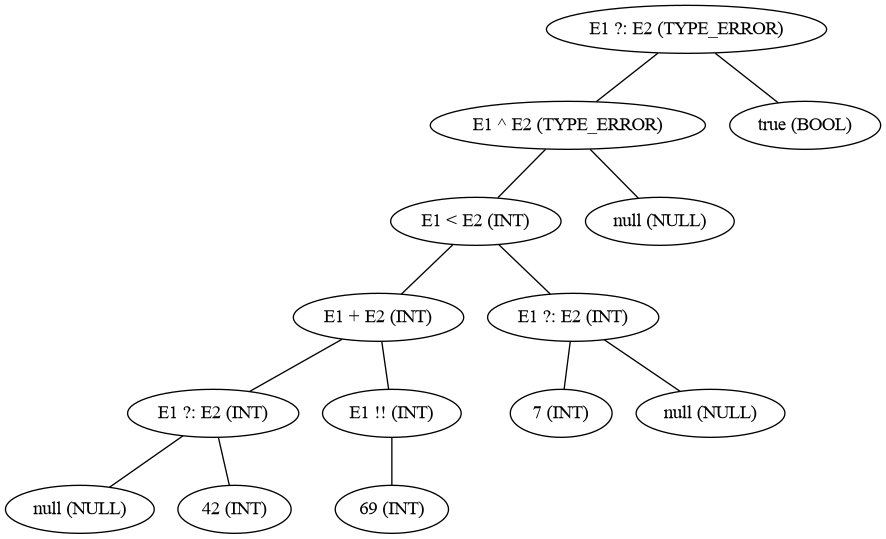 E1 ?: E2 (TYPE_ERROR)
E1 ^ E2 (TYPE_ERROR)
true (BOOL)
E1 < E2 (INT)
null (NULL)
E1 + E2 (INT)
E1 ?: E2 (INT)
E1 ?: E2 (INT)
E1 !! (INT)
7 (INT)
null (NULL)
null (NULL)
42 (INT)
69 (INT)